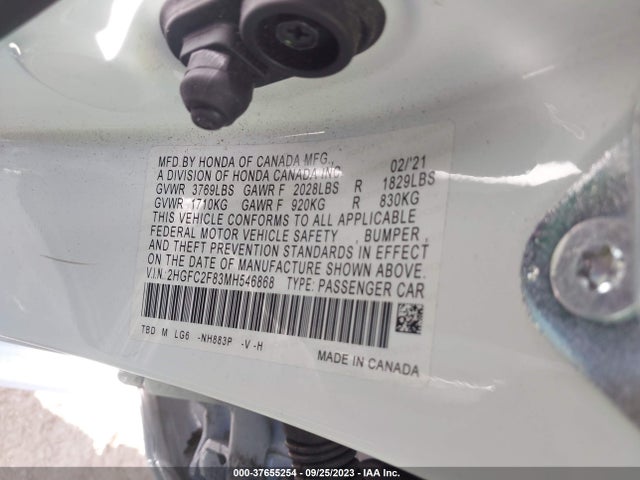 MFD BY HONDA OF CANADA MFG. 02/'21
A DIVISION OF HONDA CANADA INC.
GVWR 3769LBS GAWR F 2028LBS R 1829LBS
GVWR 1710KG GAWR F 920KG R 830KG
THIS VEHICLE CONFORMS TO ALL APPLICABLE
FEDERAL MOTOR VEHICLE SAFETY , BUMPER ,
AND THEFT PREVENTION STANDARDS IN EFFECT
ON THE DATE OF MANUFACTURE SHOWN ABOVE.
V.I.N: 2HGFC2F83MH546868 TYPE: PASSENGER CAR
TBD M LG6 -NH883P -V -H
MADE IN CANADA
000-37655254 - 09/25/2023 - IAA Inc.